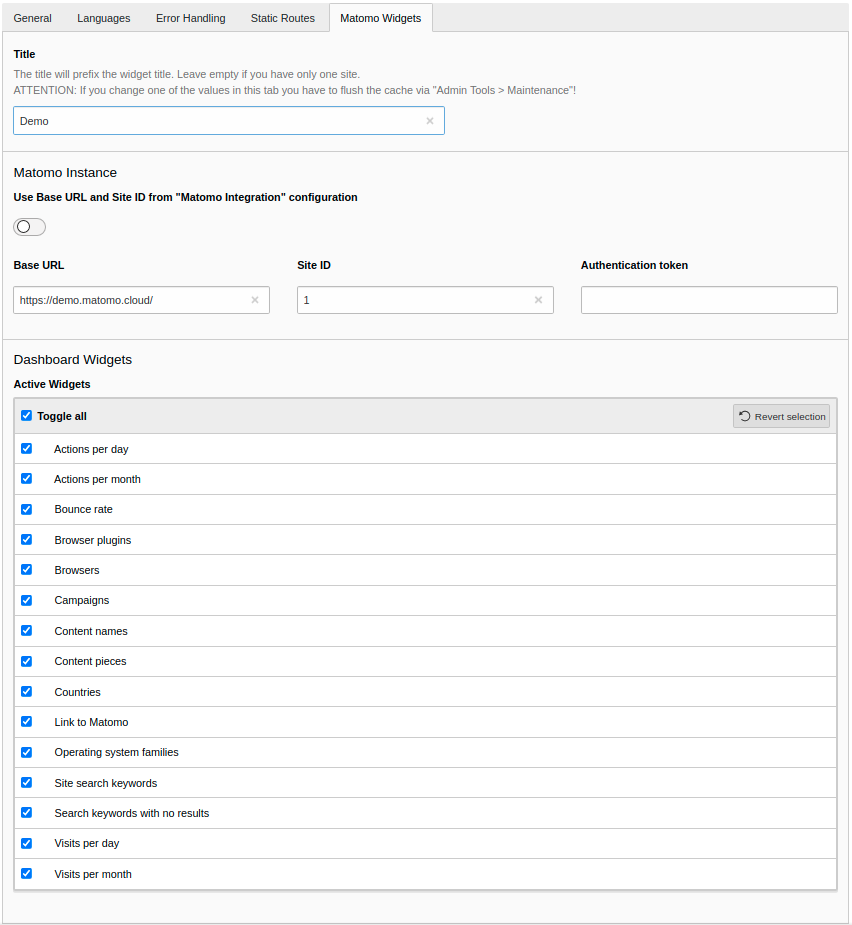 General Languages Error Handling Static Routes Matomo Widgets
Title
The title will prefix the widget title. Leave empty if you have only one site.
ATTENTION: If you change one of the values in this tab you have to flush the cache via "Admin Tools > Maintenance"!
Demo
Matomo Instance
Use Base URL and Site ID from "Matomo Integration" configuration
Base URL Site ID Authentication token
https://demo.matomo.cloud/ 1
Dashboard Widgets
Active Widgets
Toggle all Revert selection
Actions per day
Actions per month
Bounce rate
Browser plugins
Browsers
Campaigns
Content names
Content pieces
Countries
Link to Matomo
Operating system families
Site search keywords
Search keywords with no results
Visits per day
Visits per month